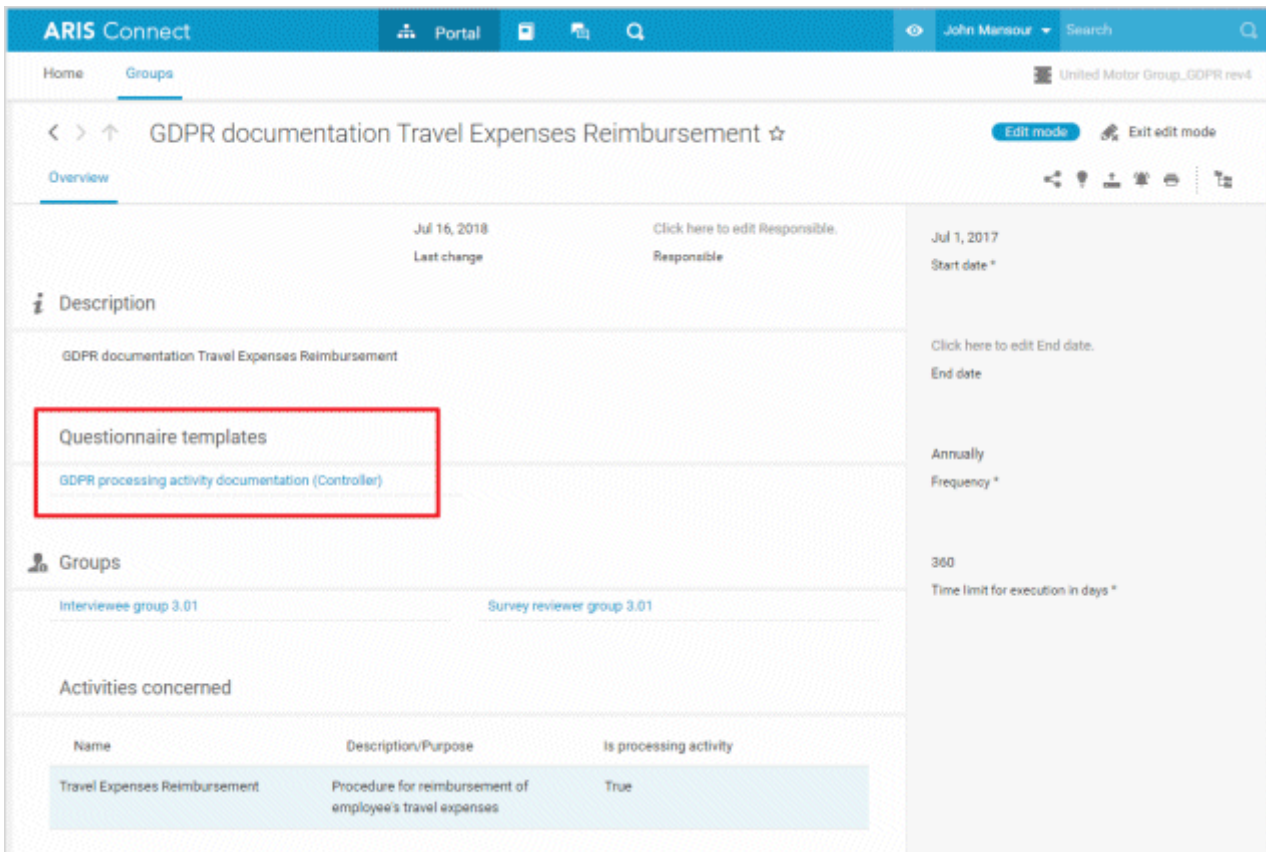 ARIS Connect
Portal
John Mansour
Search
Home
Groups
United Motor Group_GDPR rev4
GDPR documentation Travel Expenses Reimbursement
Edit mode
Exit edit mode
Overview
Jul 16, 2018
Click here to edit Responsible.
Last change
Responsible
Jul 1, 2017
Start date *
Description
GDPR documentation Travel Expenses Reimbursement
Click here to edit End date.
End date
Questionnaire templates
GDPR processing activity documentation (Controller)
Annually
Frequency *
Groups
Interviewee group 3.01
Survey reviewer group 3.01
360
Time limit for execution in days *
Activities concerned
Name
Description/Purpose
Is processing activity
Travel Expenses Reimbursement
Procedure for reimbursement of
employee's travel expenses
True